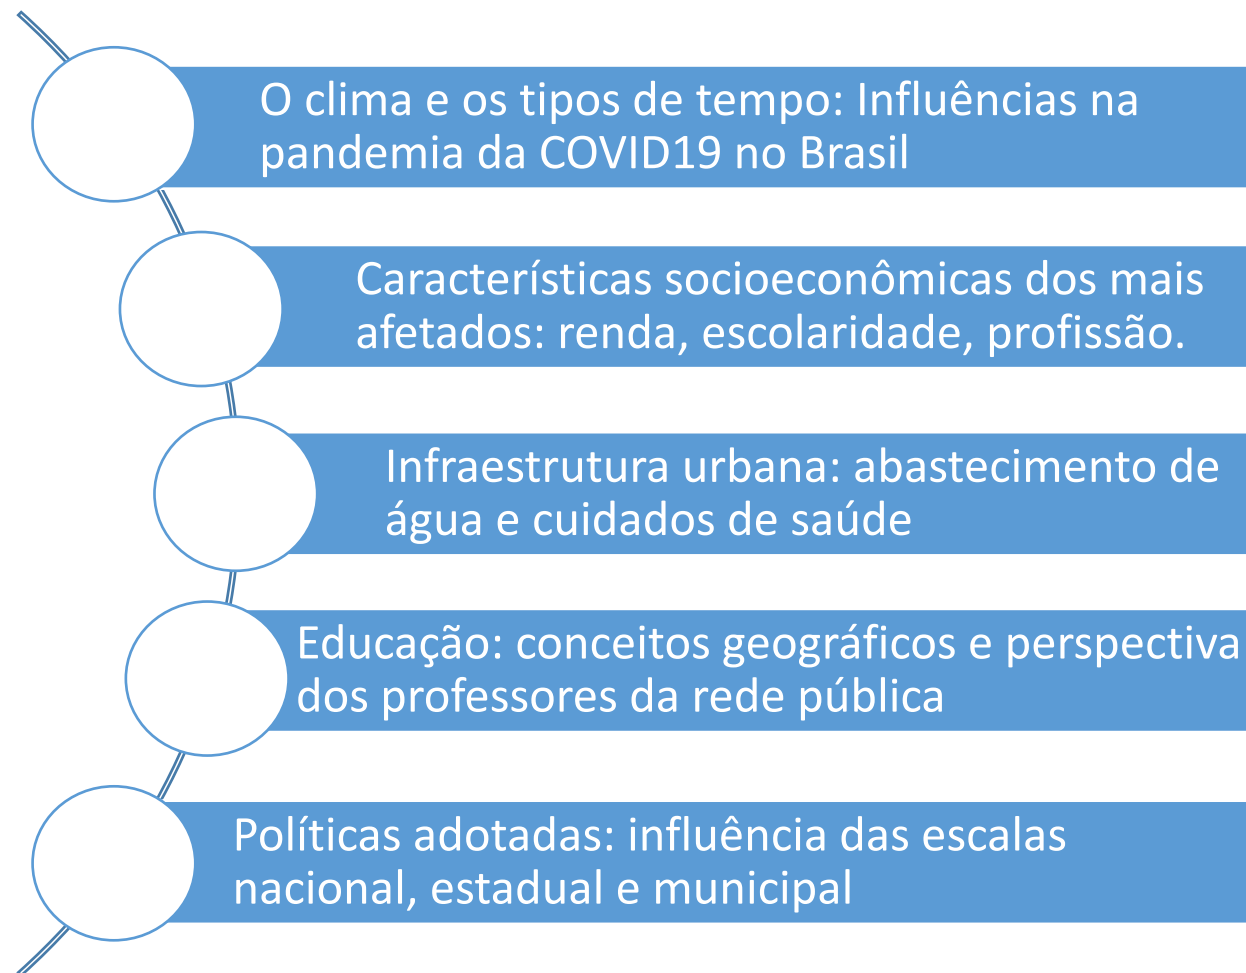 O clima e os tipos de tempo: Influências na
pandemia da COVID19 no Brasil
Características socioeconômicas dos mais
afetados: renda, escolaridade, profissão.
Infraestrutura urbana: abastecimento de
água e cuidados de saúde
Educação: conceitos geográficos e perspectiva
dos professores da rede pública
Políticas adotadas: influência das escalas
nacional, estadual e municipal